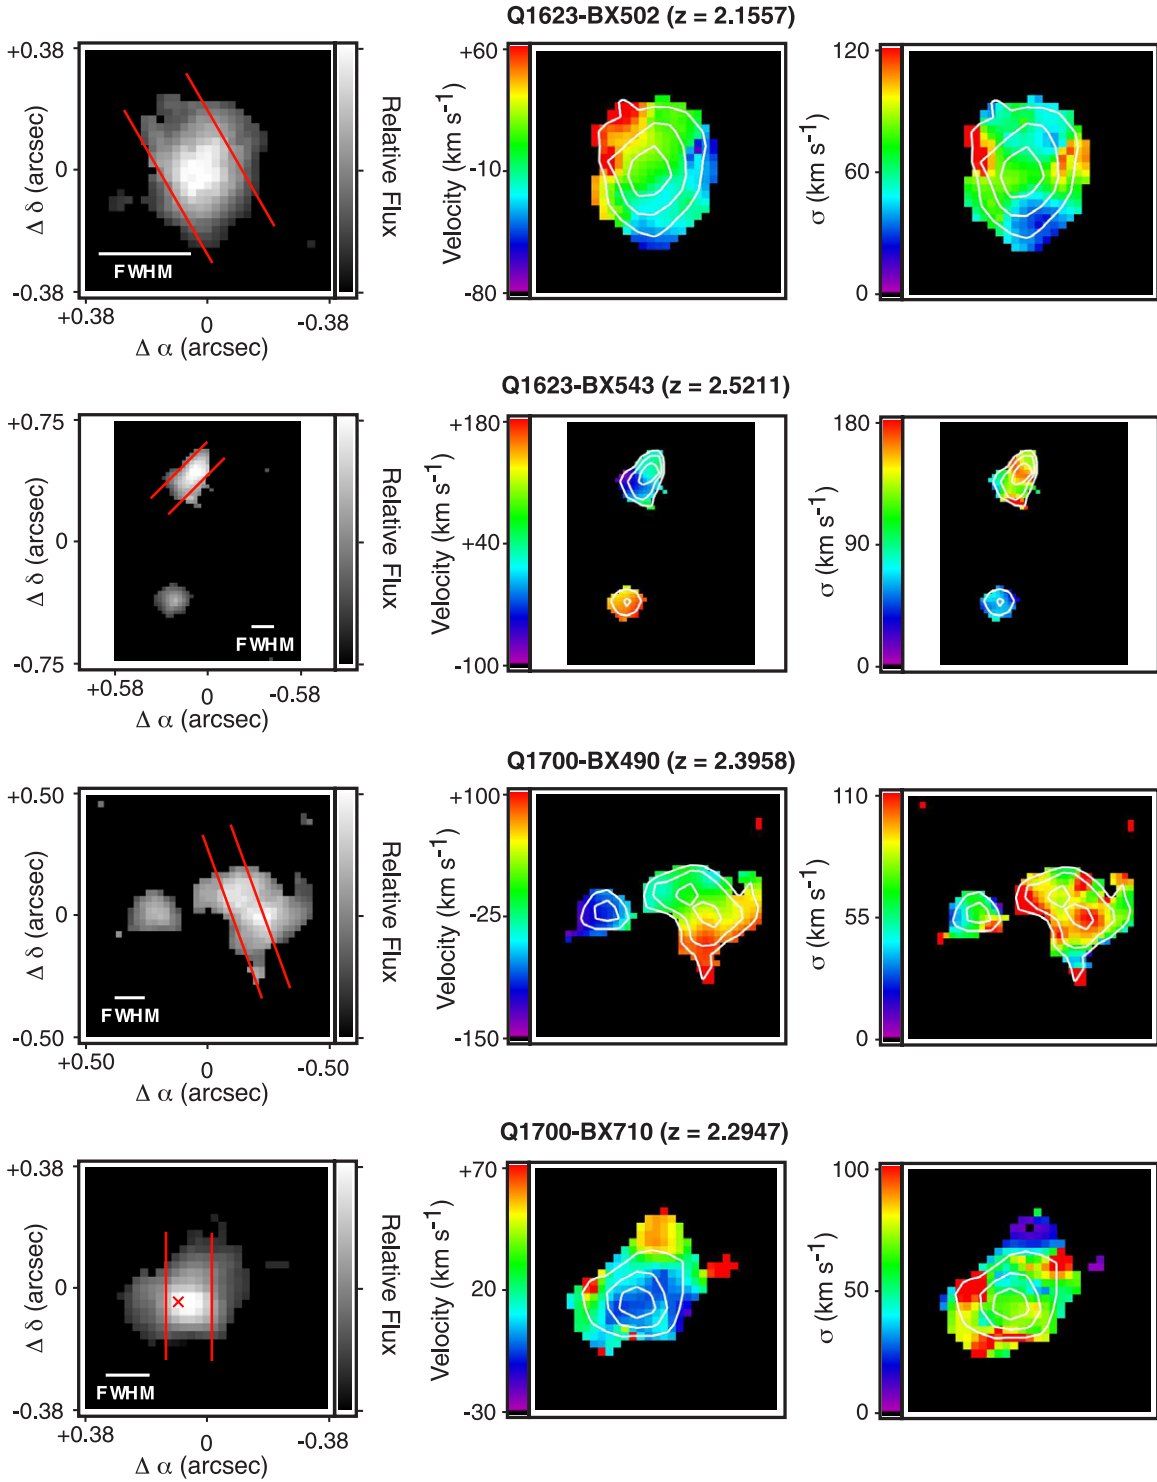 Q1623-BX502 (z = 2.1557)
+0.38
0
-0.38
Δ δ (arcsec)
FWHM
+0.38
0
-0.38
Δ α (arcsec)
Relative Flux
+60
-10
-80
Velocity (km s⁻¹)
120
60
0
σ (km s⁻¹)
Q1623-BX543 (z = 2.5211)
+0.75
0
-0.75
Δ δ (arcsec)
FWHM
+0.58
0
-0.58
Δ α (arcsec)
Relative Flux
+180
+40
-100
Velocity (km s⁻¹)
180
90
0
σ (km s⁻¹)
Q1700-BX490 (z = 2.3958)
+0.50
0
-0.50
Δ δ (arcsec)
FWHM
+0.50
0
-0.50
Δ α (arcsec)
Relative Flux
+100
-25
-150
Velocity (km s⁻¹)
110
55
0
σ (km s⁻¹)
Q1700-BX710 (z = 2.2947)
+0.38
0
-0.38
Δ δ (arcsec)
FWHM
+0.38
0
-0.38
Δ α (arcsec)
Relative Flux
+70
20
-30
Velocity (km s⁻¹)
100
50
0
σ (km s⁻¹)